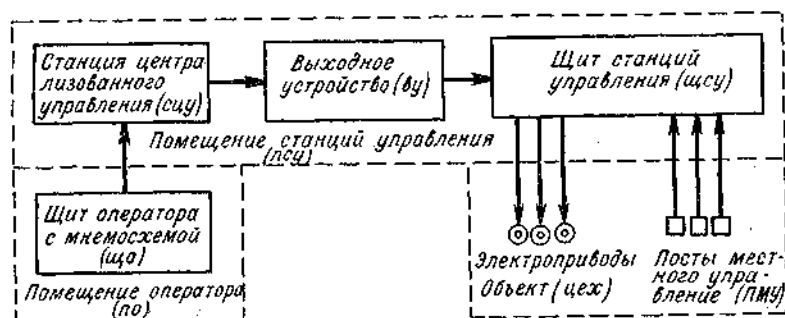 Станция центра
лизованного
управления (сцу)
Выходное
устройство (ву)
Щит станций
управления (щсу)
Помещение станций управления
(псу)
Щит оператора
с мнемосхемой
(ща)
Помещение оператора
(по)
Электроприводы
Объект (цех)
Посты мест-
ного упра-
вление (ПМУ)